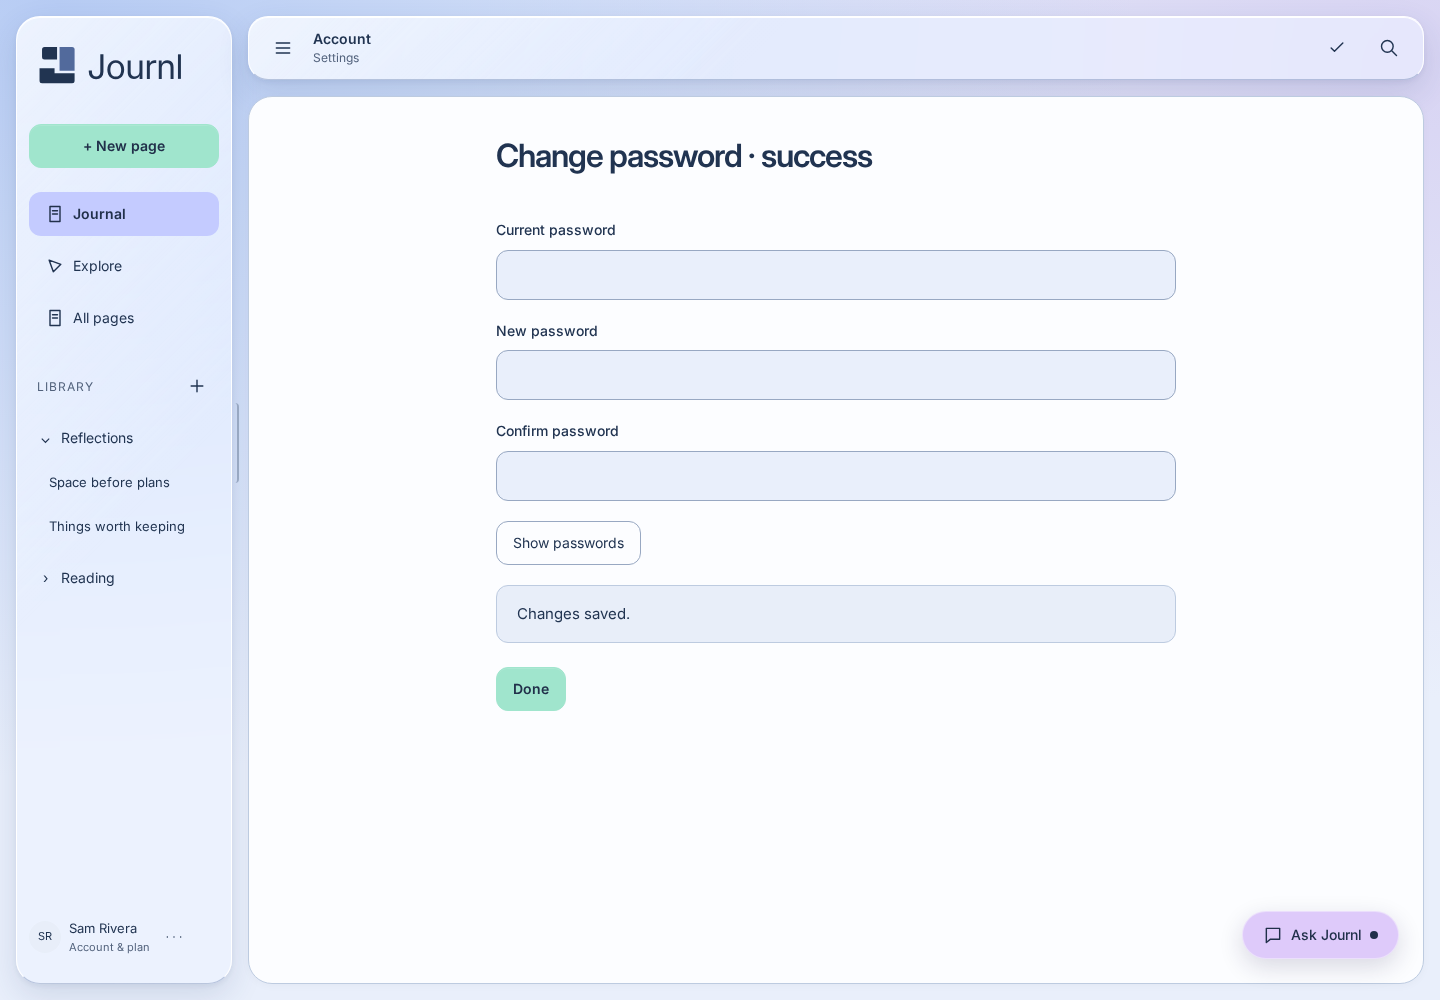 Journl
+ New page
Journal
Explore
All pages
LIBRARY
Reflections
Space before plans
Things worth keeping
Reading
SR
Sam Rivera
Account & plan
...
Account
Settings
Change password · success
Current password
New password
Confirm password
Show passwords
Changes saved.
Done
Ask Journl